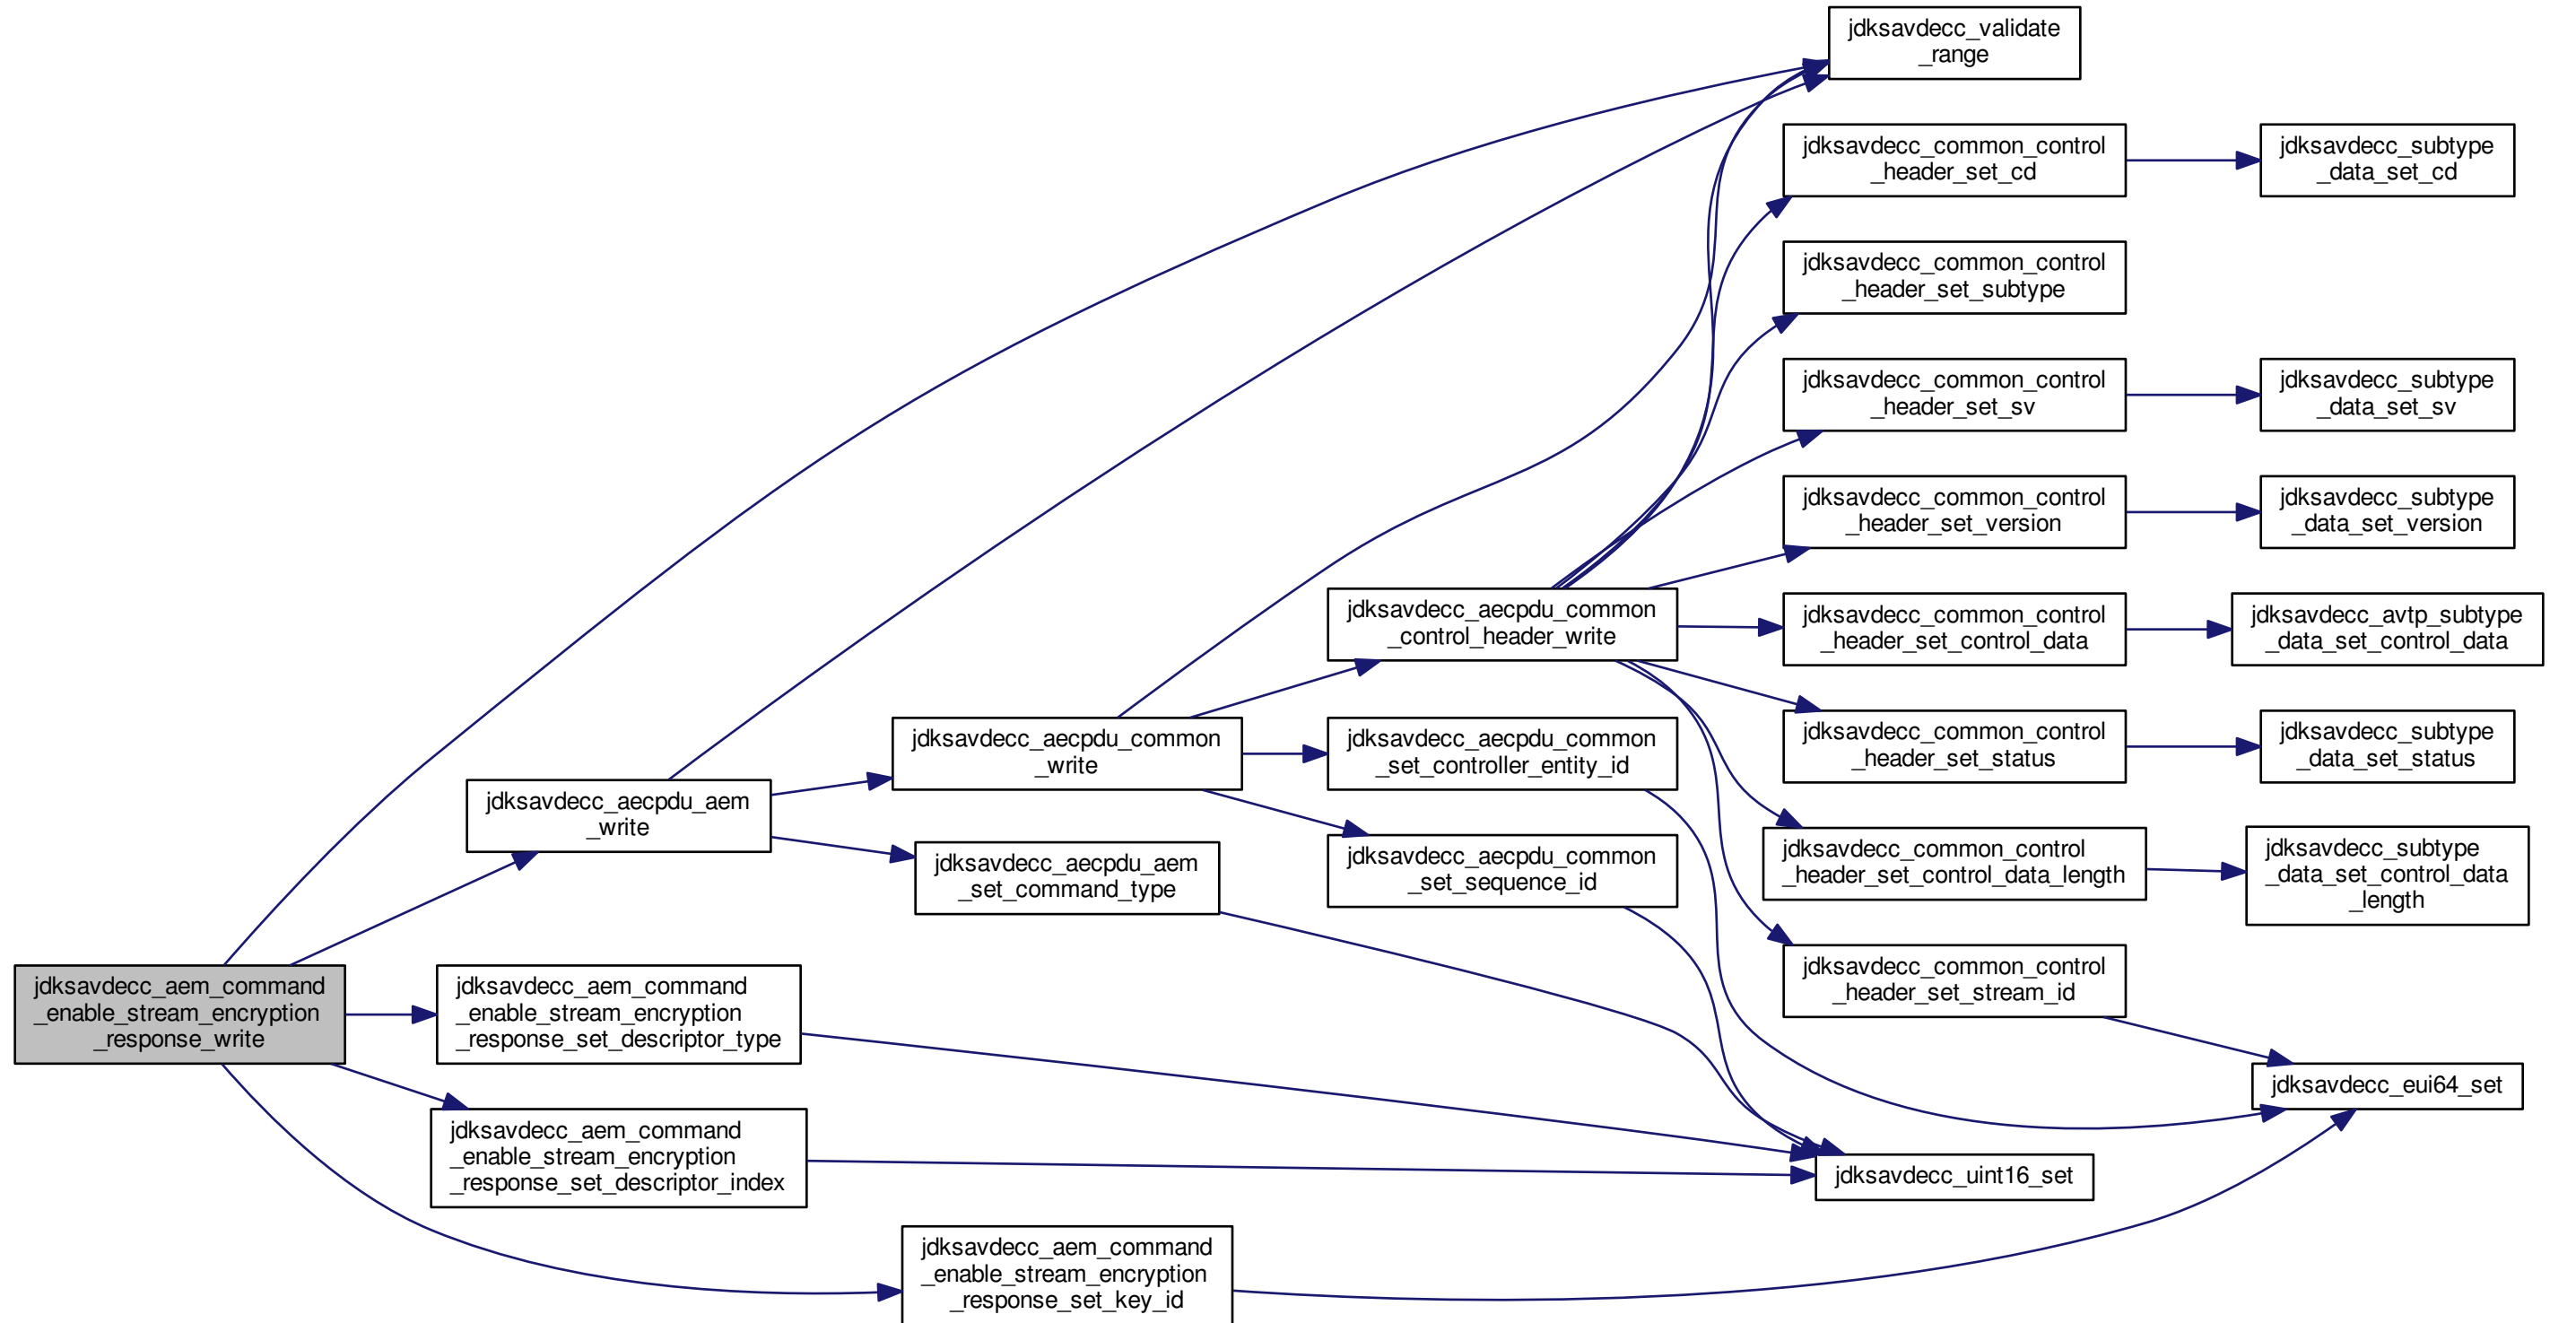 jdksavdecc_validate
_range
jdksavdecc_common_control
_header_set_cd
jdksavdecc_subtype
_data_set_cd
jdksavdecc_common_control
_header_set_subtype
jdksavdecc_common_control
_header_set_sv
jdksavdecc_subtype
_data_set_sv
jdksavdecc_common_control
_header_set_version
jdksavdecc_subtype
_data_set_version
jdksavdecc_aecpdu_common
_control_header_write
jdksavdecc_common_control
_header_set_control_data
jdksavdecc_avtp_subtype
_data_set_control_data
jdksavdecc_aecpdu_common
_write
jdksavdecc_aecpdu_common
_set_controller_entity_id
jdksavdecc_common_control
_header_set_status
jdksavdecc_subtype
_data_set_status
jdksavdecc_aecpdu_aem
_write
jdksavdecc_aecpdu_aem
_set_command_type
jdksavdecc_aecpdu_common
_set_sequence_id
jdksavdecc_common_control
_header_set_control_data_length
jdksavdecc_subtype
_data_set_control_data
_length
jdksavdecc_aem_command
_enable_stream_encryption
_response_write
jdksavdecc_aem_command
_enable_stream_encryption
_response_set_descriptor_type
jdksavdecc_common_control
_header_set_stream_id
jdksavdecc_eui64_set
jdksavdecc_aem_command
_enable_stream_encryption
_response_set_descriptor_index
jdksavdecc_uint16_set
jdksavdecc_aem_command
_enable_stream_encryption
_response_set_key_id